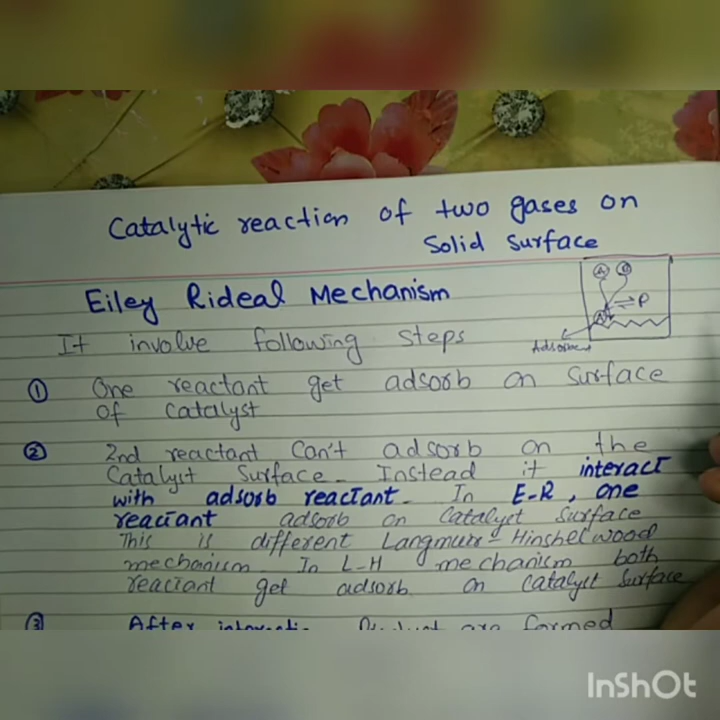 Catalytic reaction of two gases on
Solid Surface
Eiley Rideal Mechanism
A B
A ⇌ P
Adsorbent
It involve following steps
① One reactant get adsorb on Surface
of Catalyst
② 2nd reactant Can't adsorb on the
Catalyst Surface. Instead it interact
with adsorb reactant. In E-R, one
reactant adsorb on Catalyst Surface
This is different Langmuir-Hinshelwood
mechanism. In L-H mechanism both
reactant get adsorb on Catalyst Surface
③ After are formed
InShOt